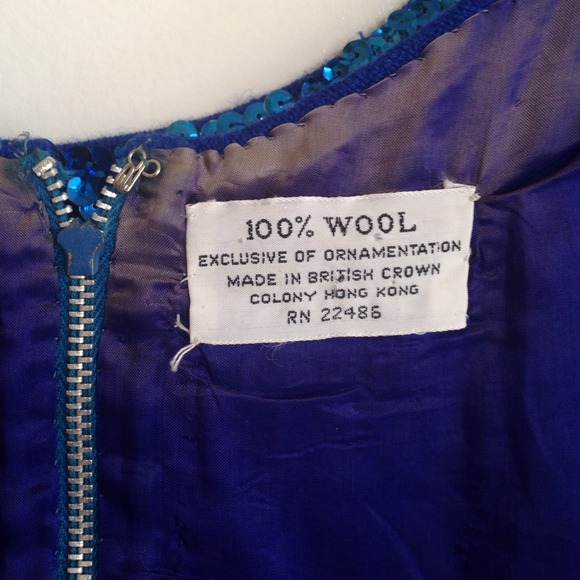 100% WOOL
EXCLUSIVE OF ORNAMENTATION
MADE IN BRITISH CROWN
COLONY HONG KONG
RN 22486